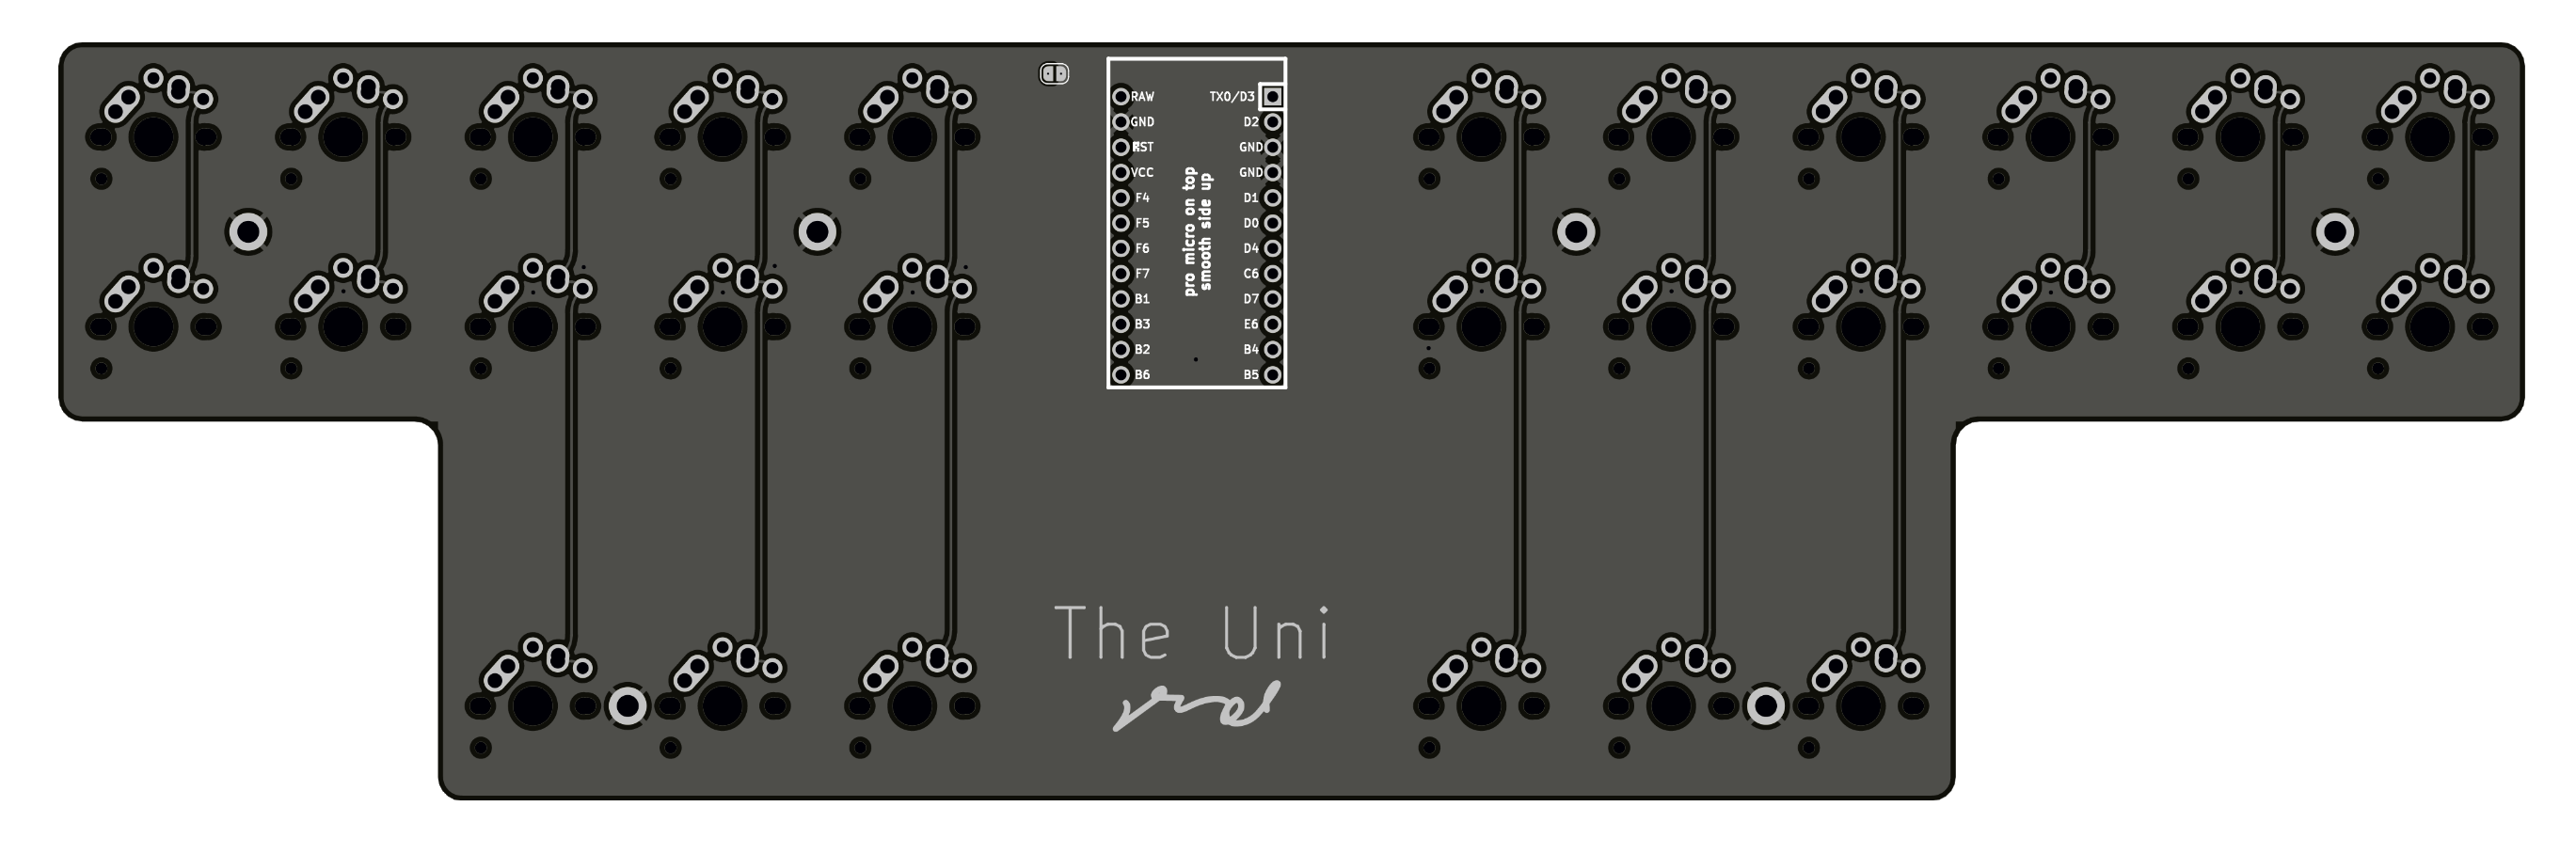 RAW TX0/D3
GND D2
RST GND
VCC GND
F4 D1
F5 D0
F6 D4
F7 C6
B1 D7
B3 E6
B2 B4
B6 B5
pro micro on top
smooth side up
The Uni